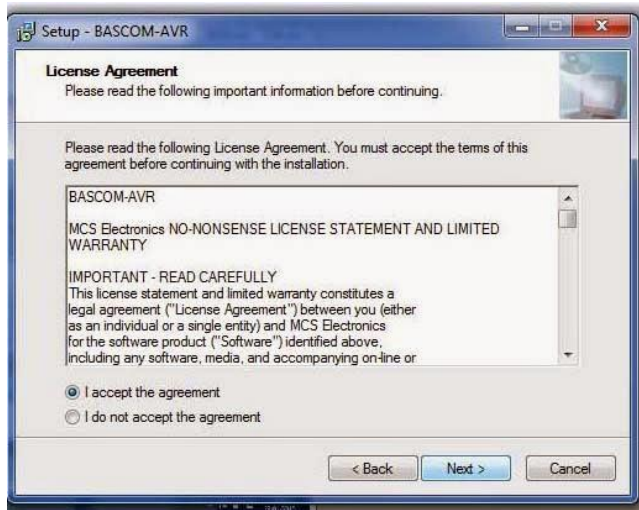 Setup - BASCOM-AVR
License Agreement
Please read the following important information before continuing.
Please read the following License Agreement. You must accept the terms of this
agreement before continuing with the installation.
BASCOM-AVR
MCS Electronics NO-NONSENSE LICENSE STATEMENT AND LIMITED
WARRANTY
IMPORTANT - READ CAREFULLY
This license statement and limited warranty constitutes a
legal agreement ("License Agreement") between you (either
as an individual or a single entity) and MCS Electronics
for the software product ("Software") identified above,
including any software, media, and accompanying on-line or
I accept the agreement
I do not accept the agreement
< Back Next > Cancel